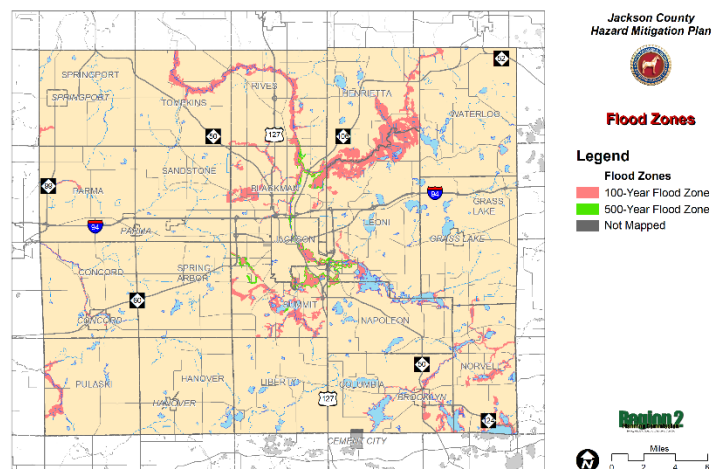 Jackson County
Hazard Mitigation Plan
Flood Zones
Legend
Flood Zones
100-Year Flood Zone
500-Year Flood Zone
Not Mapped
SPRINGPORT
SPRINGPORT
TOMPKINS
RIVES
HENRIETTA
WATERLOO
52
50
127
106
SANDSTONE
BLACKMAN
99
PARMA
94
94
GRASS
LAKE
LEONI
PARMA
JACKSON
GRASS LAKE
CONCORD
SPRING
ARBOR
60
CONCORD
SUMMIT
NAPOLEON
50
NORVELL
PULASKI
HANOVER
LIBERTY
COLUMBIA
HANOVER
127
BROOKLYN
CEMENT CITY
Region 2
N
Miles
0
2
4